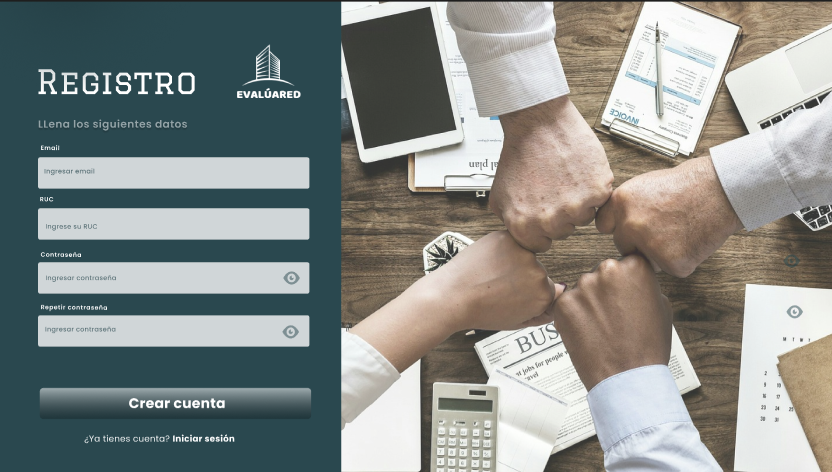 REGISTRO
EVALÚARED
LLena los siguientes datos
Email
Ingresar email
RUC
Ingrese su RUC
Contraseña
Ingresar contraseña
Repetir contraseña
Ingresar contraseña
Crear cuenta
¿Ya tienes cuenta? Iniciar sesión
INVOICE
al plan
BUS